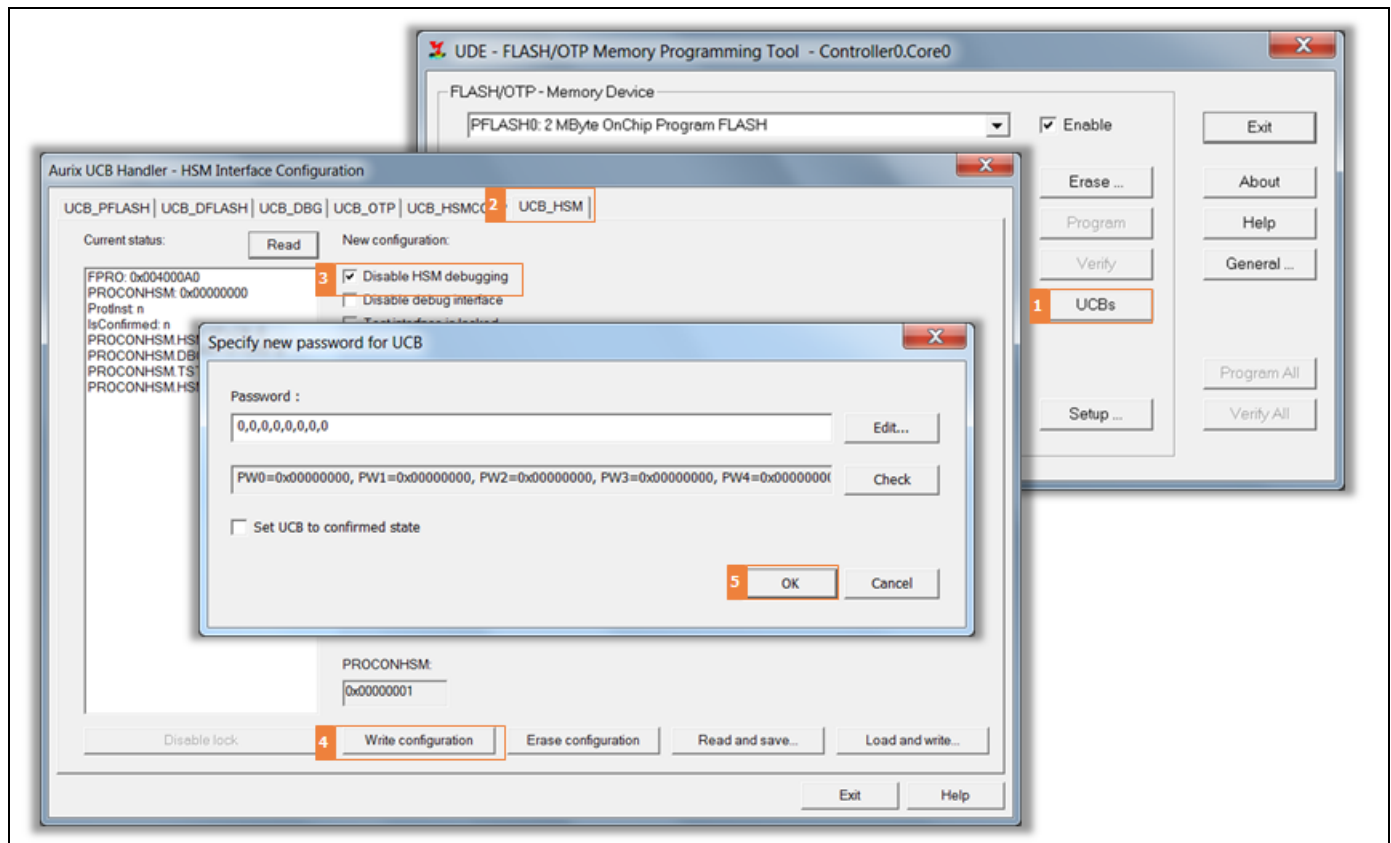 UDE - FLASH/OTP Memory Programming Tool - Controller0.Core0
FLASH/OTP - Memory Device
PFLASH0: 2 MByte OnChip Program FLASH
Enable
Exit
Erase ...
About
Program
Help
Verify
General ...
1 UCBs
Program All
Setup ...
Verify All
Aurix UCB Handler - HSM Interface Configuration
UCB_PFLASH UCB_DFLASH UCB_DBG UCB_OTP 2 UCB_HSM
Current status:
Read
New configuration:
FPRO: 0x004000A0
PROCONHSM: 0x00000000
ProtInst: n
IsConfirmed: n
3 Disable HSM debugging
Disable debug interface
Specify new password for UCB
Password :
0,0,0,0,0,0,0,0
Edit...
PW0=0x00000000, PW1=0x00000000, PW2=0x00000000, PW3=0x00000000, PW4=0x0000000
Check
Set UCB to confirmed state
5 OK
Cancel
PROCONHSM:
0x00000001
Disable lock
4 Write configuration
Erase configuration
Read and save...
Load and write...
Exit
Help